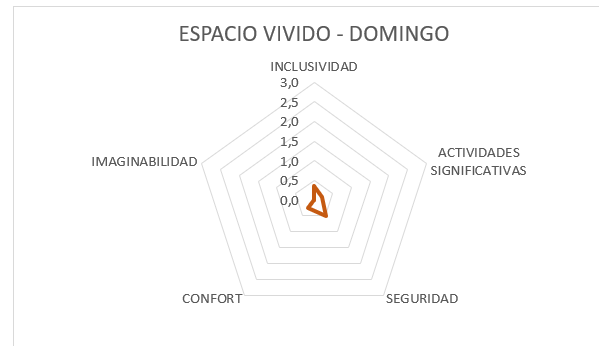 ESPACIO VIVIDO - DOMINGO
INCLUSIVIDAD
3,0
2,5
2,0
1,5
1,0
0,5
0,0
ACTIVIDADES
SIGNIFICATIVAS
IMAGINABILIDAD
CONFORT
SEGURIDAD